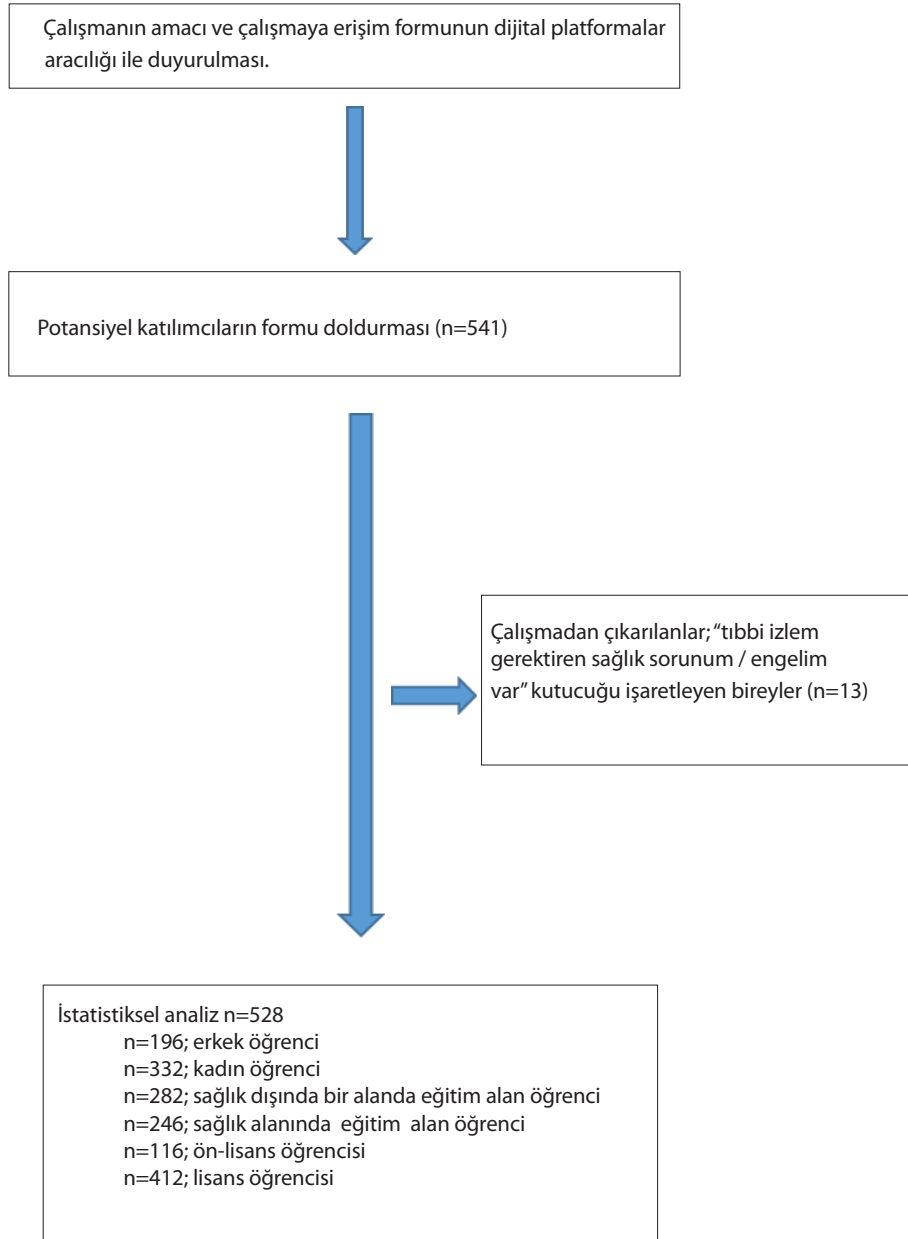 Çalışmanın amacı ve çalışmaya erişim formunun dijital platformalar
aracılığı ile duyurulması.
Potansiyel katılımcıların formu doldurması (n=541)
Çalışmadan çıkarılanlar; “tıbbi izlem
gerektiren sağlık sorunum / engelim
var” kutucuğu işaretleyen bireyler (n=13)
İstatistiksel analiz n=528
n=196; erkek öğrenci
n=332; kadın öğrenci
n=282; sağlık dışında bir alanda eğitim alan öğrenci
n=246; sağlık alanında eğitim alan öğrenci
n=116; ön-lisans öğrencisi
n=412; lisans öğrencisi